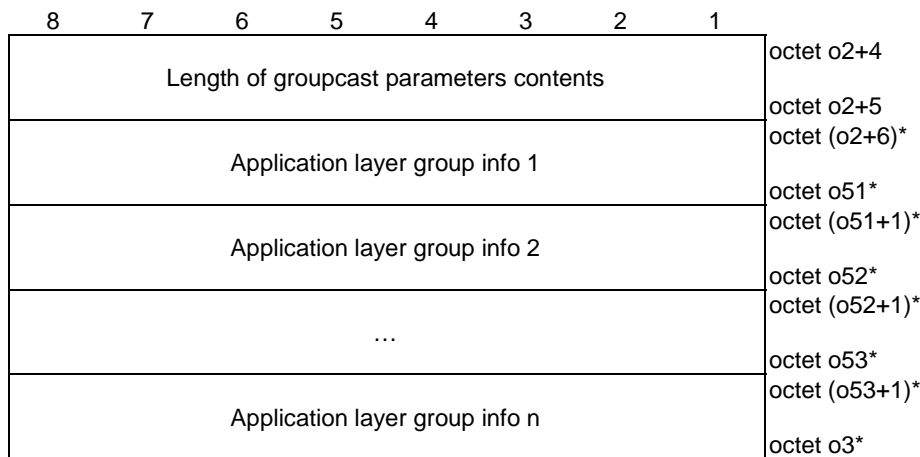 8 7 6 5 4 3 2 1
octet o2+4
Length of groupcast parameters contents
octet o2+5
octet (o2+6)*
Application layer group info 1
octet o51*
octet (o51+1)*
Application layer group info 2
octet o52*
octet (o52+1)*
…
octet o53*
octet (o53+1)*
Application layer group info n
octet o3*